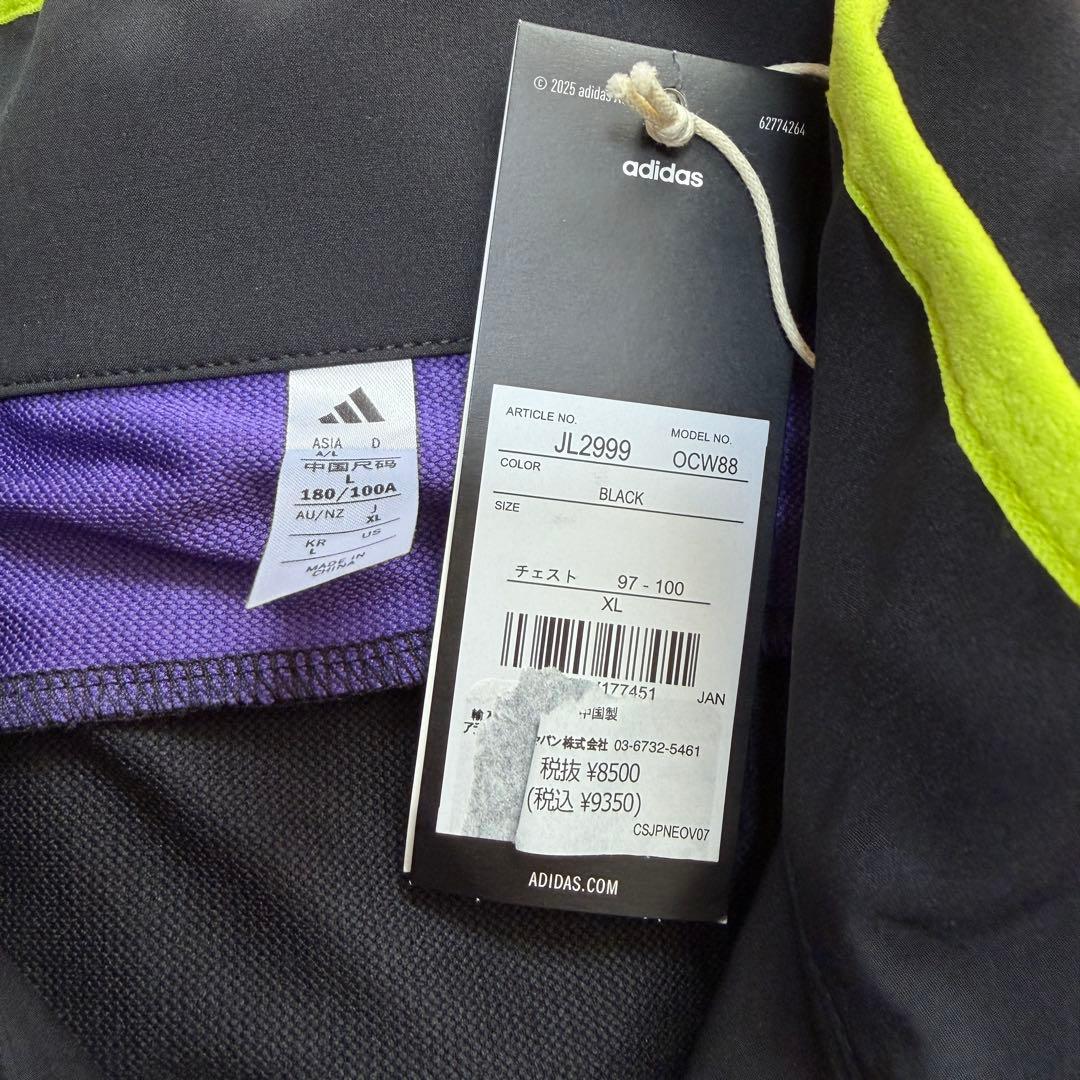 © 2025 adidas
62774264
adidas
ARTICLE NO.
JL2999
MODEL NO.
OCW88
COLOR
BLACK
SIZE
チェスト 97 - 100
XL
177451 JAN
中国製
株式会社 03-6732-5461
税抜 ¥8500
(税込 ¥9350)
CSJPNEOV07
ADIDAS.COM
ASIA D
A/L
中国尺码
L
180/100A
AU/NZ J
XL
KR US
L
MADE IN
CHINA